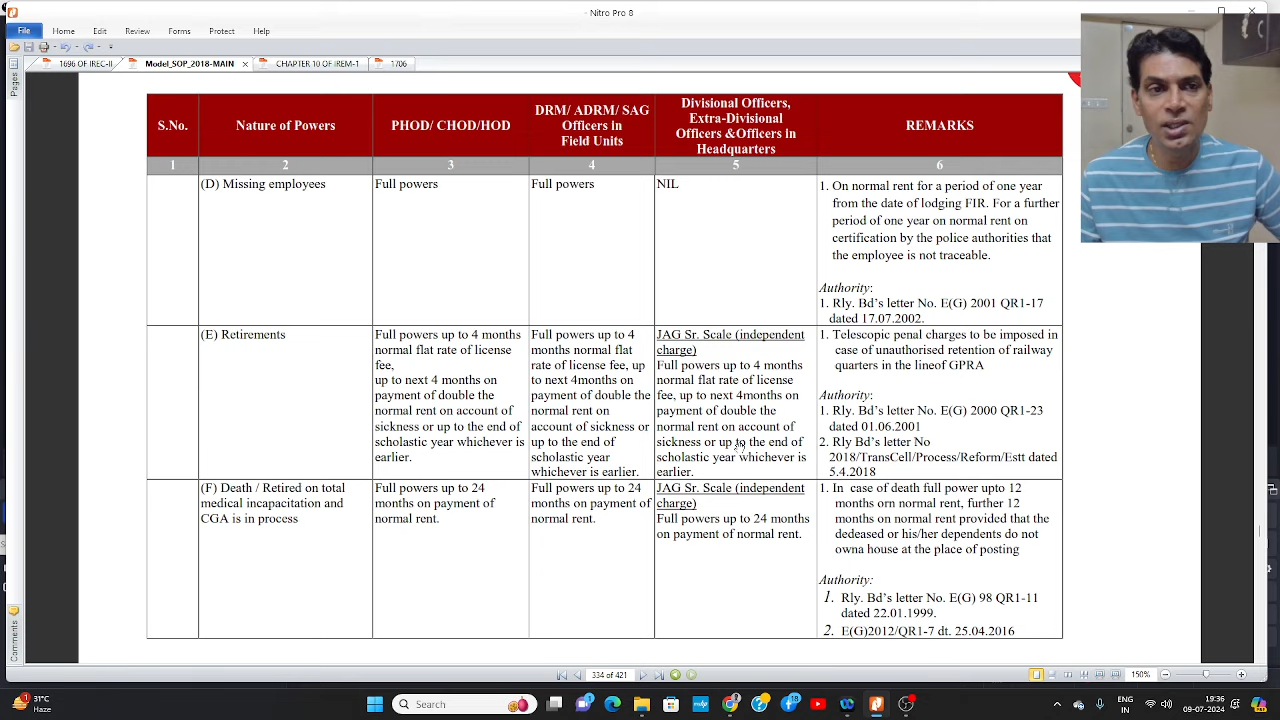 - Nitro Pro 8
File
Home
Edit
Review
Forms
Protect
Help
1696 OF IREC-II
Model_SOP_2018-MAIN
CHAPTER 10 OF IREM-1
1706
Pages
S.No.
Nature of Powers
PHOD/ CHOD/HOD
DRM/ ADRM/ SAG
Officers in
Field Units
Divisional Officers,
Extra-Divisional
Officers &Officers in
Headquarters
REMARKS
1
2
3
4
5
6
(D) Missing employees
Full powers
Full powers
NIL
1. On normal rent for a period of one year
from the date of lodging FIR. For a further
period of one year on normal rent on
certification by the police authorities that
the employee is not traceable.
Authority:
1. Rly. Bd's letter No. E(G) 2001 QR1-17
dated 17.07.2002.
(E) Retirements
Full powers up to 4 months
normal flat rate of license
fee,
up to next 4 months on
payment of double the
normal rent on account of
sickness or up to the end of
scholastic year whichever is
earlier.
Full powers up to 4
months normal flat
rate of license fee, up
to next 4months on
payment of double the
normal rent on
account of sickness or
up to the end of
scholastic year
whichever is earlier.
JAG Sr. Scale (independent
charge)
Full powers up to 4 months
normal flat rate of license
fee, up to next 4months on
payment of double the
normal rent on account of
sickness or up to the end of
scholastic year whichever is
earlier.
1. Telescopic penal charges to be imposed in
case of unauthorised retention of railway
quarters in the lineof GPRA
Authority:
1. Rly. Bd's letter No. E(G) 2000 QR1-23
dated 01.06.2001
2. Rly Bd's letter No
2018/TransCell/Process/Reform/Estt dated
5.4.2018
(F) Death / Retired on total
medical incapacitation and
CGA is in process
Full powers up to 24
months on payment of
normal rent.
Full powers up to 24
months on payment of
normal rent.
JAG Sr. Scale (independent
charge)
Full powers up to 24 months
on payment of normal rent.
1. In case of death full power upto 12
months orn normal rent, further 12
months on normal rent provided that the
dedeased or his/her dependents do not
owna house at the place of posting
Authority:
1. Rly. Bd's letter No. E(G) 98 QR1-11
dated 22.01.1999.
2. E(G)2012/QR1-7 dt. 25.04.2016
Comments
334 of 421
150%
31°C
Haze
Search
ENG
IN
19:36
09-07-2024